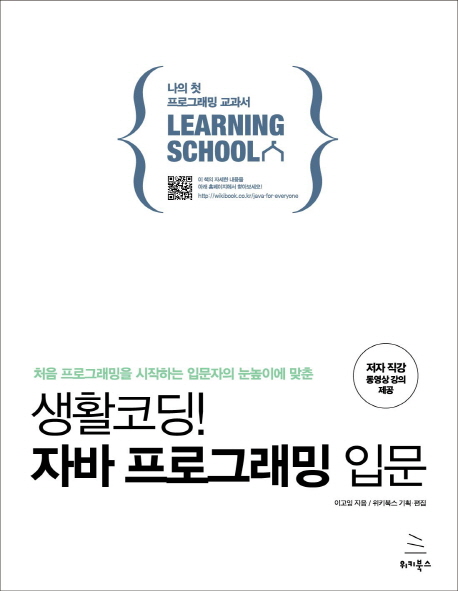 나의 첫
프로그래밍 교과서
LEARNING
SCHOOL
이 책의 자세한 내용을
아래 홈페이지에서 찾아보세요!
http://wikibook.co.kr/java-for-everyone
처음 프로그래밍을 시작하는 입문자의 눈높이에 맞춘
저자 직강
동영상 강의
제공
생활코딩!
자바 프로그래밍 입문
이고잉 지음 / 위키북스 기획·편집
위키북스